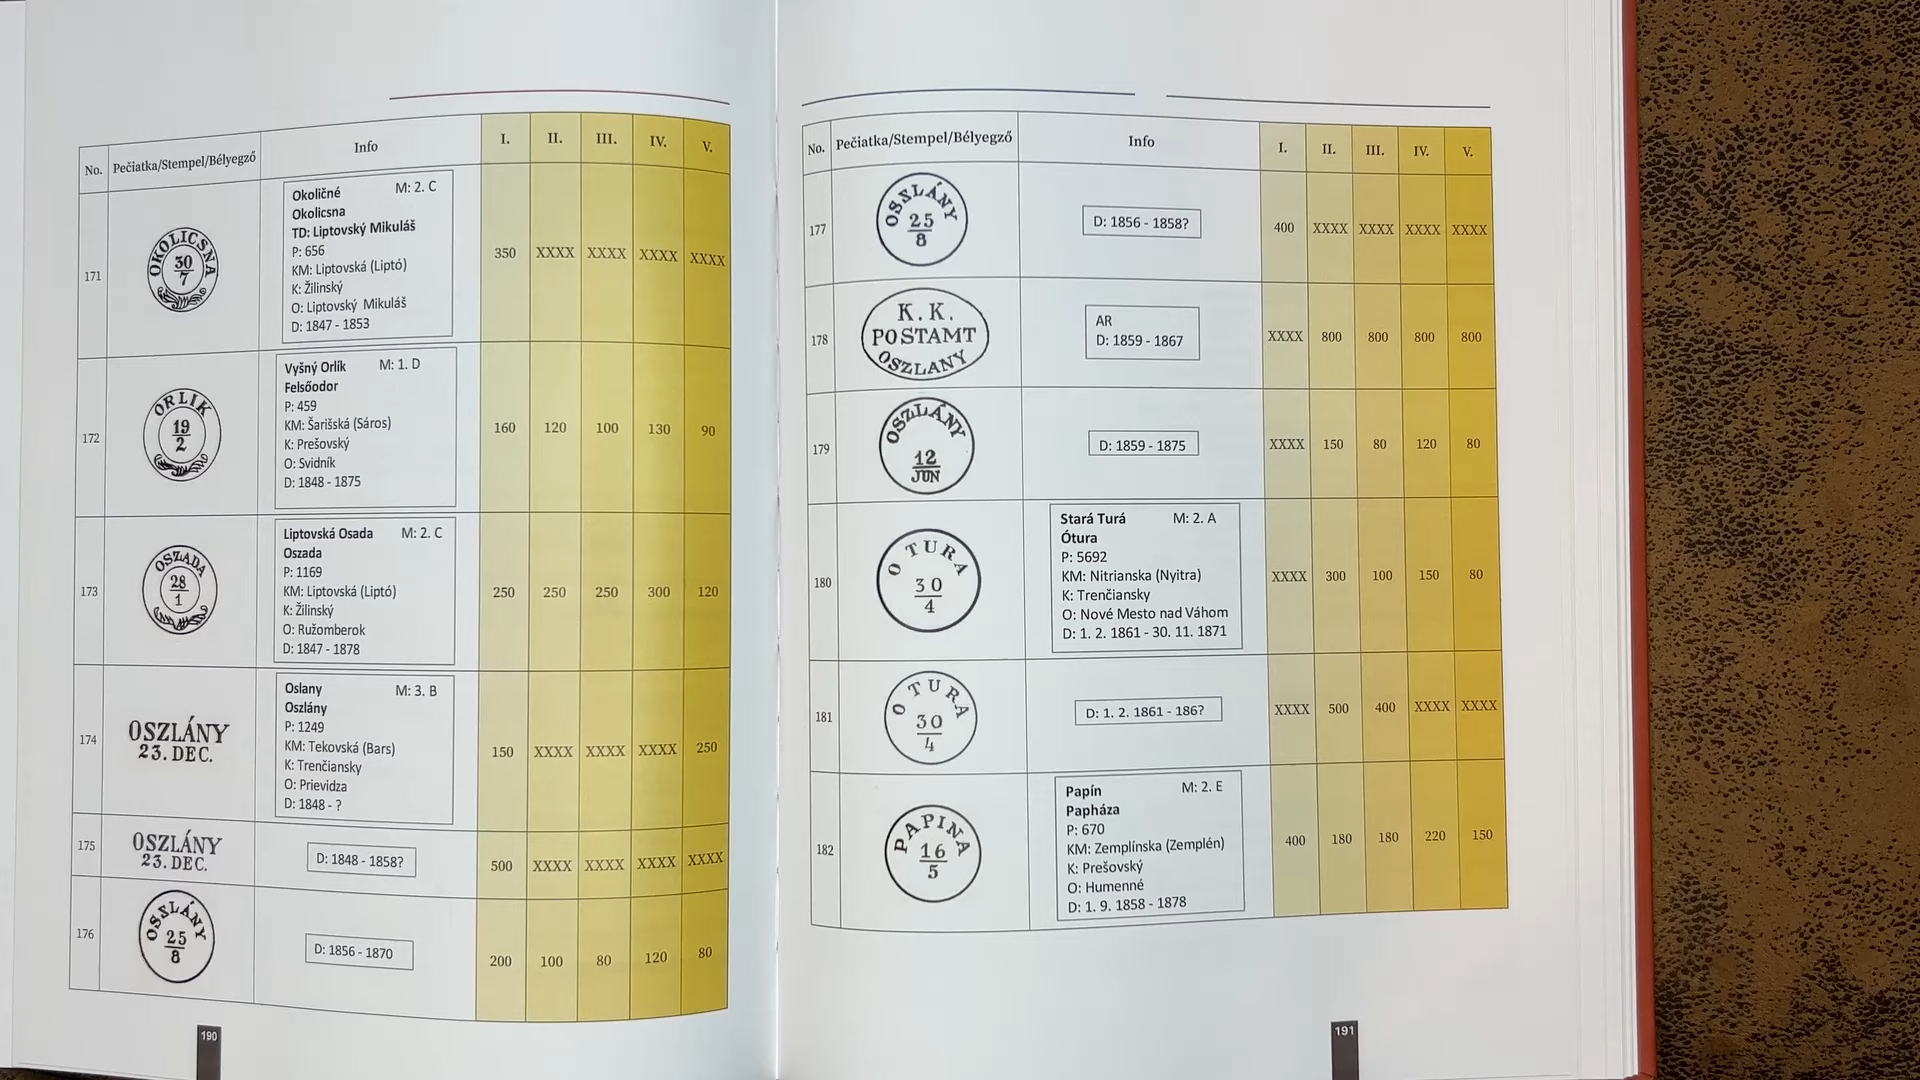 No. Pečiatka/Stempel/Bélyegző Info I. II. III. IV. V.
171
OKOLICSNA
30
7
Okoličné M: 2. C
Okolicsna
TD: Liptovský Mikuláš
P: 656
KM: Liptovská (Liptó)
K: Žilinský
O: Liptovský Mikuláš
D: 1847 - 1853
350 XXXX XXXX XXXX XXXX
172
ORLIK
19
2
Vyšný Orlík M: 1. D
Felsőodor
P: 459
KM: Šarišská (Sáros)
K: Prešovský
O: Svidník
D: 1848 - 1875
160 120 100 130 90
173
OSZADA
28
1
Liptovská Osada M: 2. C
Oszada
P: 1169
KM: Liptovská (Liptó)
K: Žilinský
O: Ružomberok
D: 1847 - 1878
250 250 250 300 120
174
OSZLÁNY
23. DEC.
Oslany M: 3. B
Oszlány
P: 1249
KM: Tekovská (Bars)
K: Trenčiansky
O: Prievidza
D: 1848 - ?
150 XXXX XXXX XXXX 250
175
OSZLÁNY
23. DEC.
D: 1848 - 1858?
500 XXXX XXXX XXXX XXXX
176
OSZLÁNY
25
8
D: 1856 - 1870
200 100 80 120 80
190
No. Pečiatka/Stempel/Bélyegző Info I. II. III. IV. V.
177
OSZLÁNY
25
8
D: 1856 - 1858?
400 XXXX XXXX XXXX XXXX
178
K. K.
POSTAMT
OSZLANY
AR
D: 1859 - 1867
XXXX 800 800 800 800
179
OSZLÁNY
12
JUN
D: 1859 - 1875
XXXX 150 80 120 80
180
O TURA
30
4
Stará Turá M: 2. A
Ótura
P: 5692
KM: Nitrianska (Nyitra)
K: Trenčiansky
O: Nové Mesto nad Váhom
D: 1. 2. 1861 - 30. 11. 1871
XXXX 300 100 150 80
181
O TURA
30
4
D: 1. 2. 1861 - 186?
XXXX 500 400 XXXX XXXX
182
PAPINA
16
5
Papín M: 2. E
Papháza
P: 670
KM: Zemplínska (Zemplén)
K: Prešovský
O: Humenné
D: 1. 9. 1858 - 1878
400 180 180 220 150
191